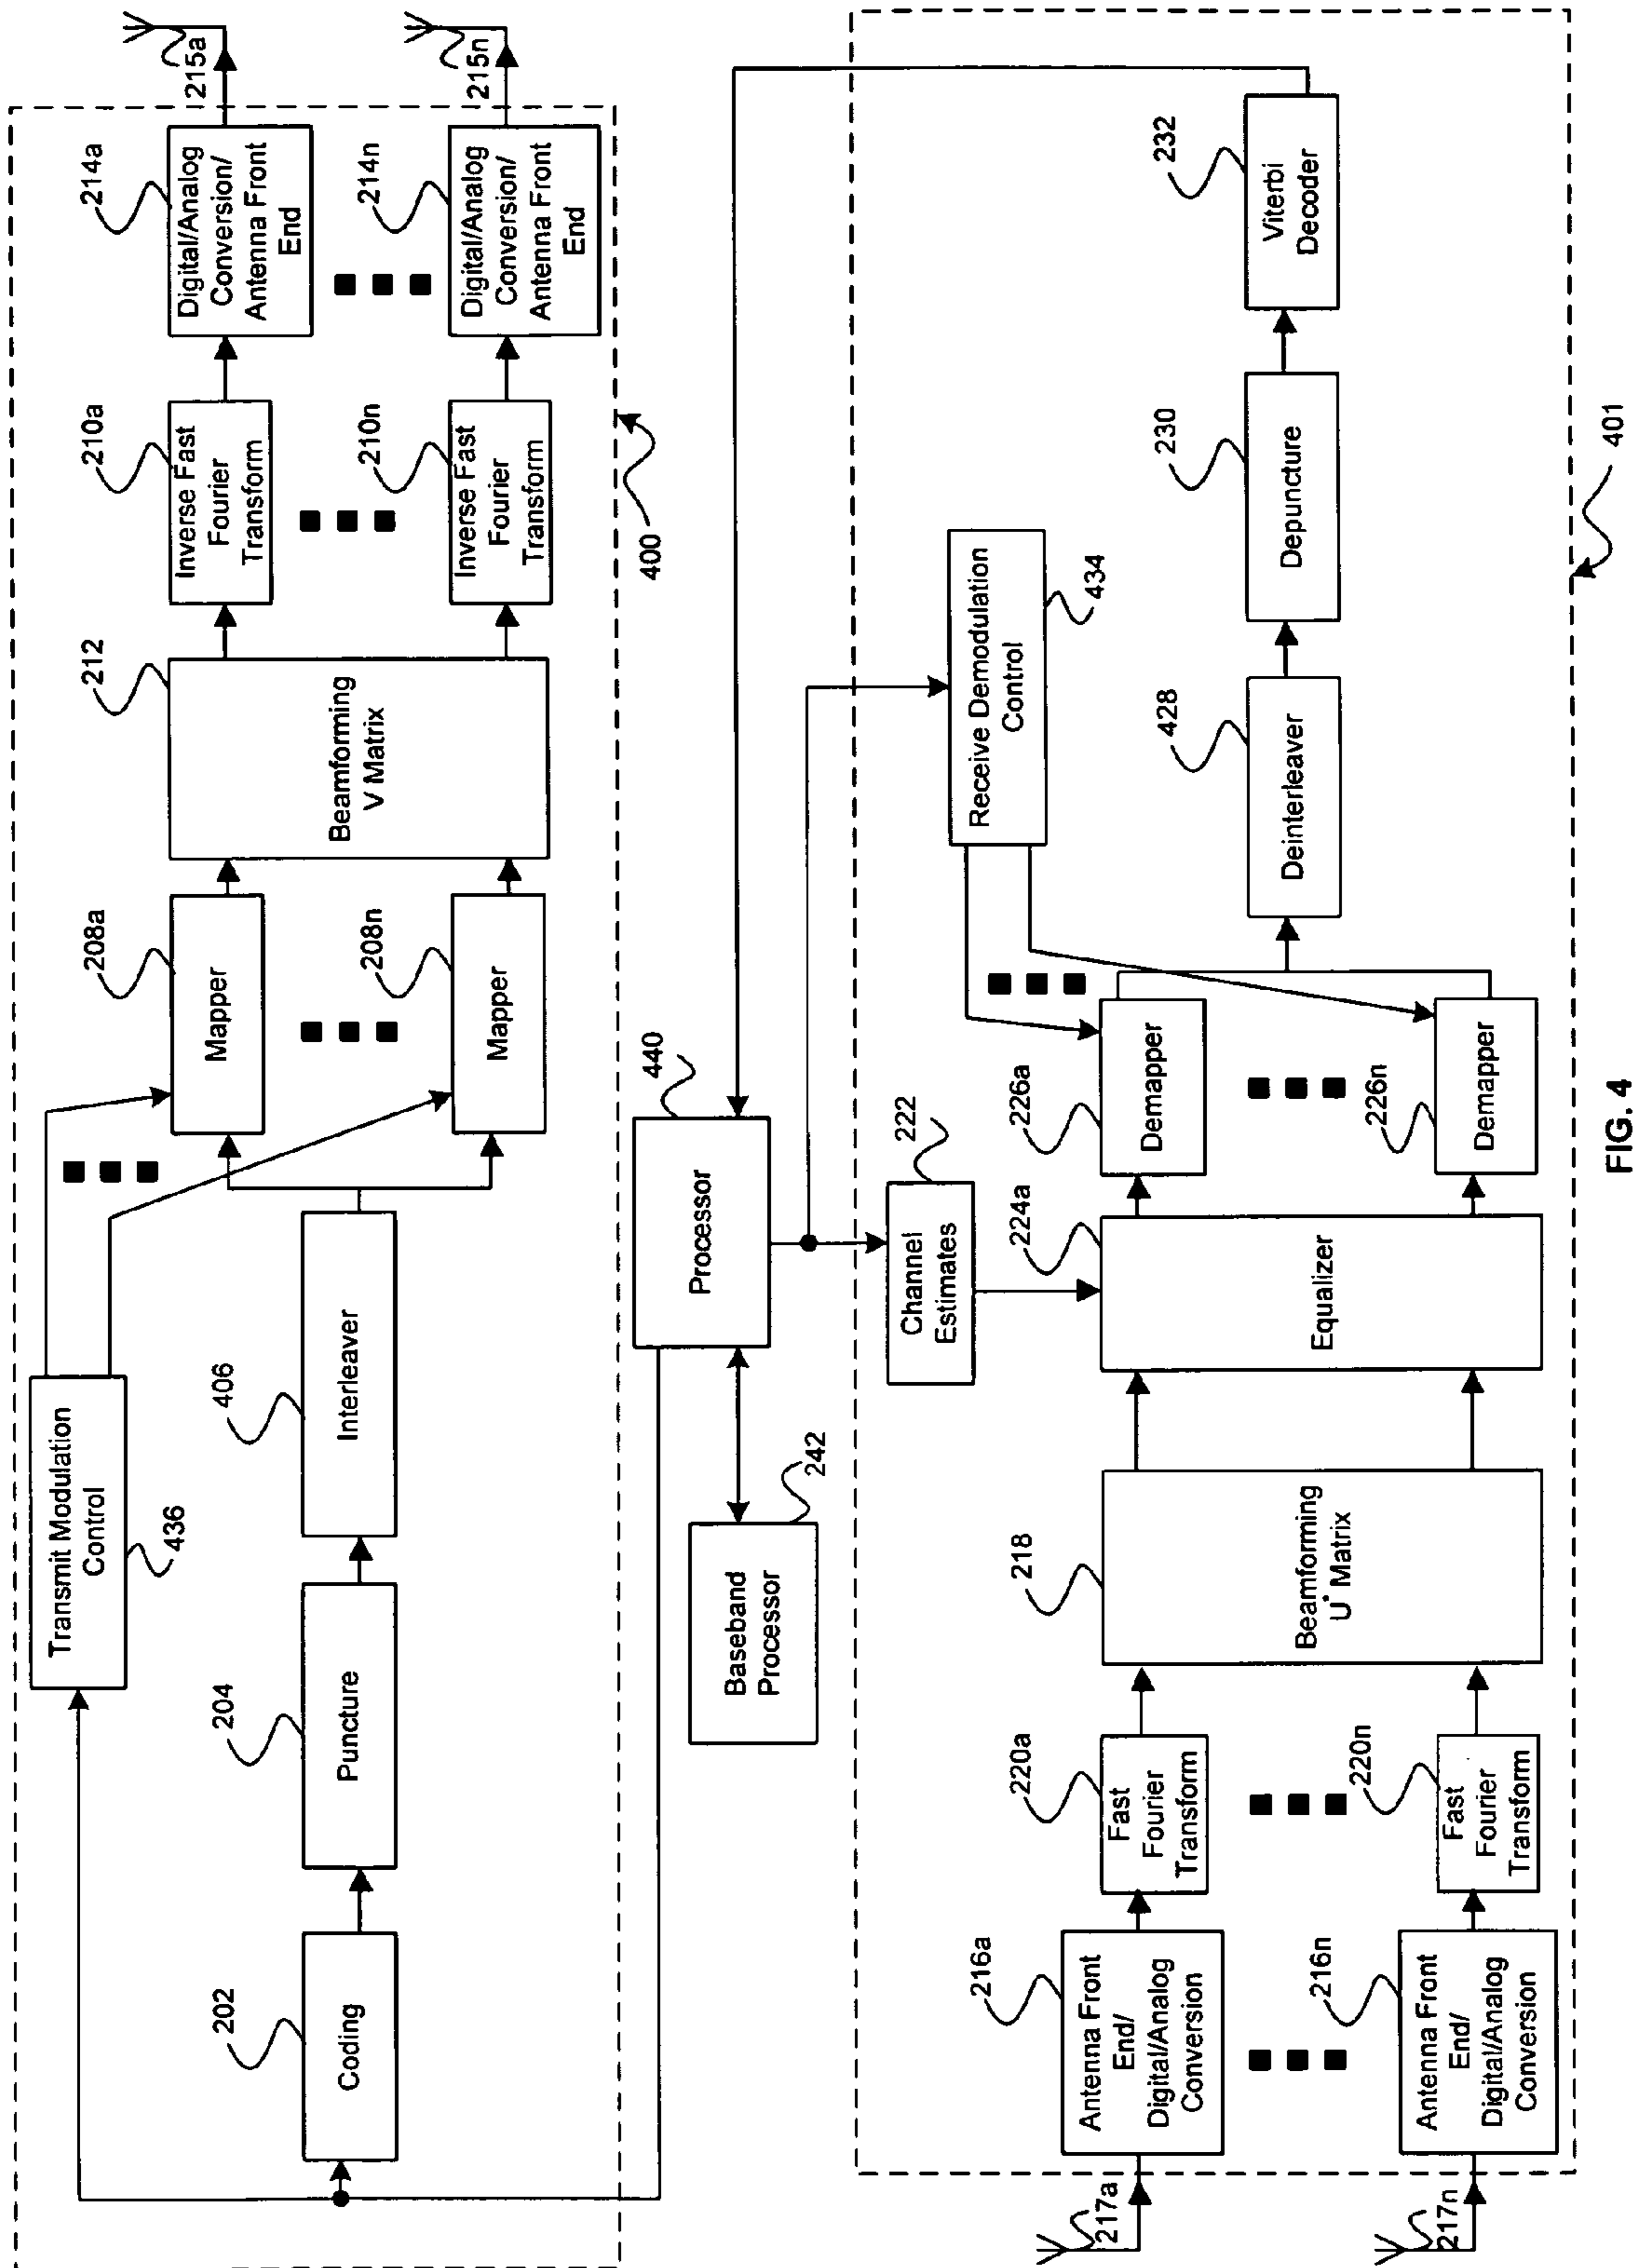 Transmit Modulation
Control
436
202
Coding
204
Puncture
406
Interleaver
208a
Mapper
208n
Mapper
212
Beamforming
V Matrix
210a
Inverse Fast
Fourier
Transform
210n
Inverse Fast
Fourier
Transform
214a
Digital/Analog
Conversion/
Antenna Front
End
214n
Digital/Analog
Conversion/
Antenna Front
End
215a
215n
400
440
Processor
Baseband
Processor
242
217a
217n
216a
Antenna Front
End/
Digital/Analog
Conversion
216n
Antenna Front
End/
Digital/Analog
Conversion
220a
Fast
Fourier
Transform
220n
Fast
Fourier
Transform
218
Beamforming
U* Matrix
222
Channel
Estimates
224a
Equalizer
226a
Demapper
226n
Demapper
Receive Demodulation
Control
434
428
Deinterleaver
230
Depuncture
232
Viterbi
Decoder
401
FIG. 4